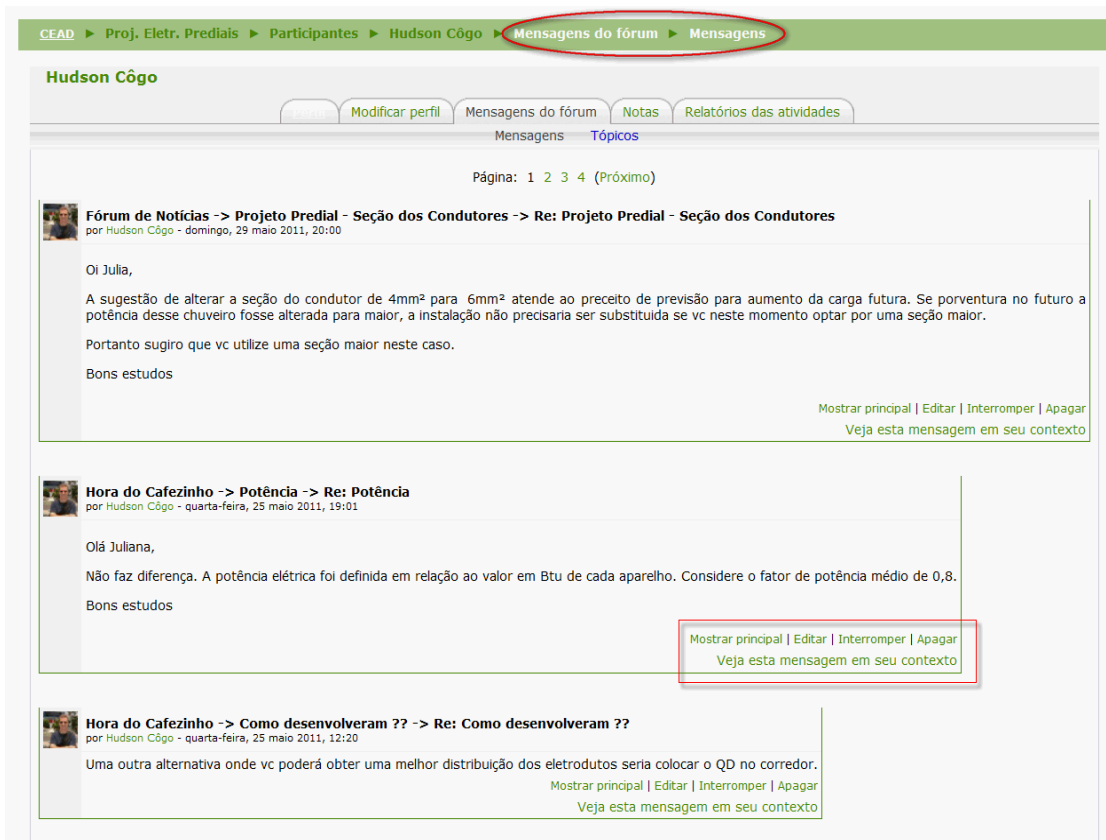 CEAD ► Proj. Eletr. Prediais ► Participantes ► Hudson Côgo ► Mensagens do fórum ► Mensagens
Hudson Côgo
Perfil Modificar perfil Mensagens do fórum Notas Relatórios das atividades
Mensagens Tópicos
Página: 1 2 3 4 (Próximo)
Fórum de Notícias -> Projeto Predial - Seção dos Condutores -> Re: Projeto Predial - Seção dos Condutores
por Hudson Côgo - domingo, 29 maio 2011, 20:00
Oi Julia,
A sugestão de alterar a seção do condutor de 4mm² para 6mm² atende ao preceito de previsão para aumento da carga futura. Se porventura no futuro a
potência desse chuveiro fosse alterada para maior, a instalação não precisaria ser substituida se vc neste momento optar por uma seção maior.
Portanto sugiro que vc utilize uma seção maior neste caso.
Bons estudos
Mostrar principal | Editar | Interromper | Apagar
Veja esta mensagem em seu contexto
Hora do Cafezinho -> Potência -> Re: Potência
por Hudson Côgo - quarta-feira, 25 maio 2011, 19:01
Olá Juliana,
Não faz diferença. A potência elétrica foi definida em relação ao valor em Btu de cada aparelho. Considere o fator de potência médio de 0,8.
Bons estudos
Mostrar principal | Editar | Interromper | Apagar
Veja esta mensagem em seu contexto
Hora do Cafezinho -> Como desenvolveram ?? -> Re: Como desenvolveram ??
por Hudson Côgo - quarta-feira, 25 maio 2011, 12:20
Uma outra alternativa onde vc poderá obter uma melhor distribuição dos eletrodutos seria colocar o QD no corredor.
Mostrar principal | Editar | Interromper | Apagar
Veja esta mensagem em seu contexto